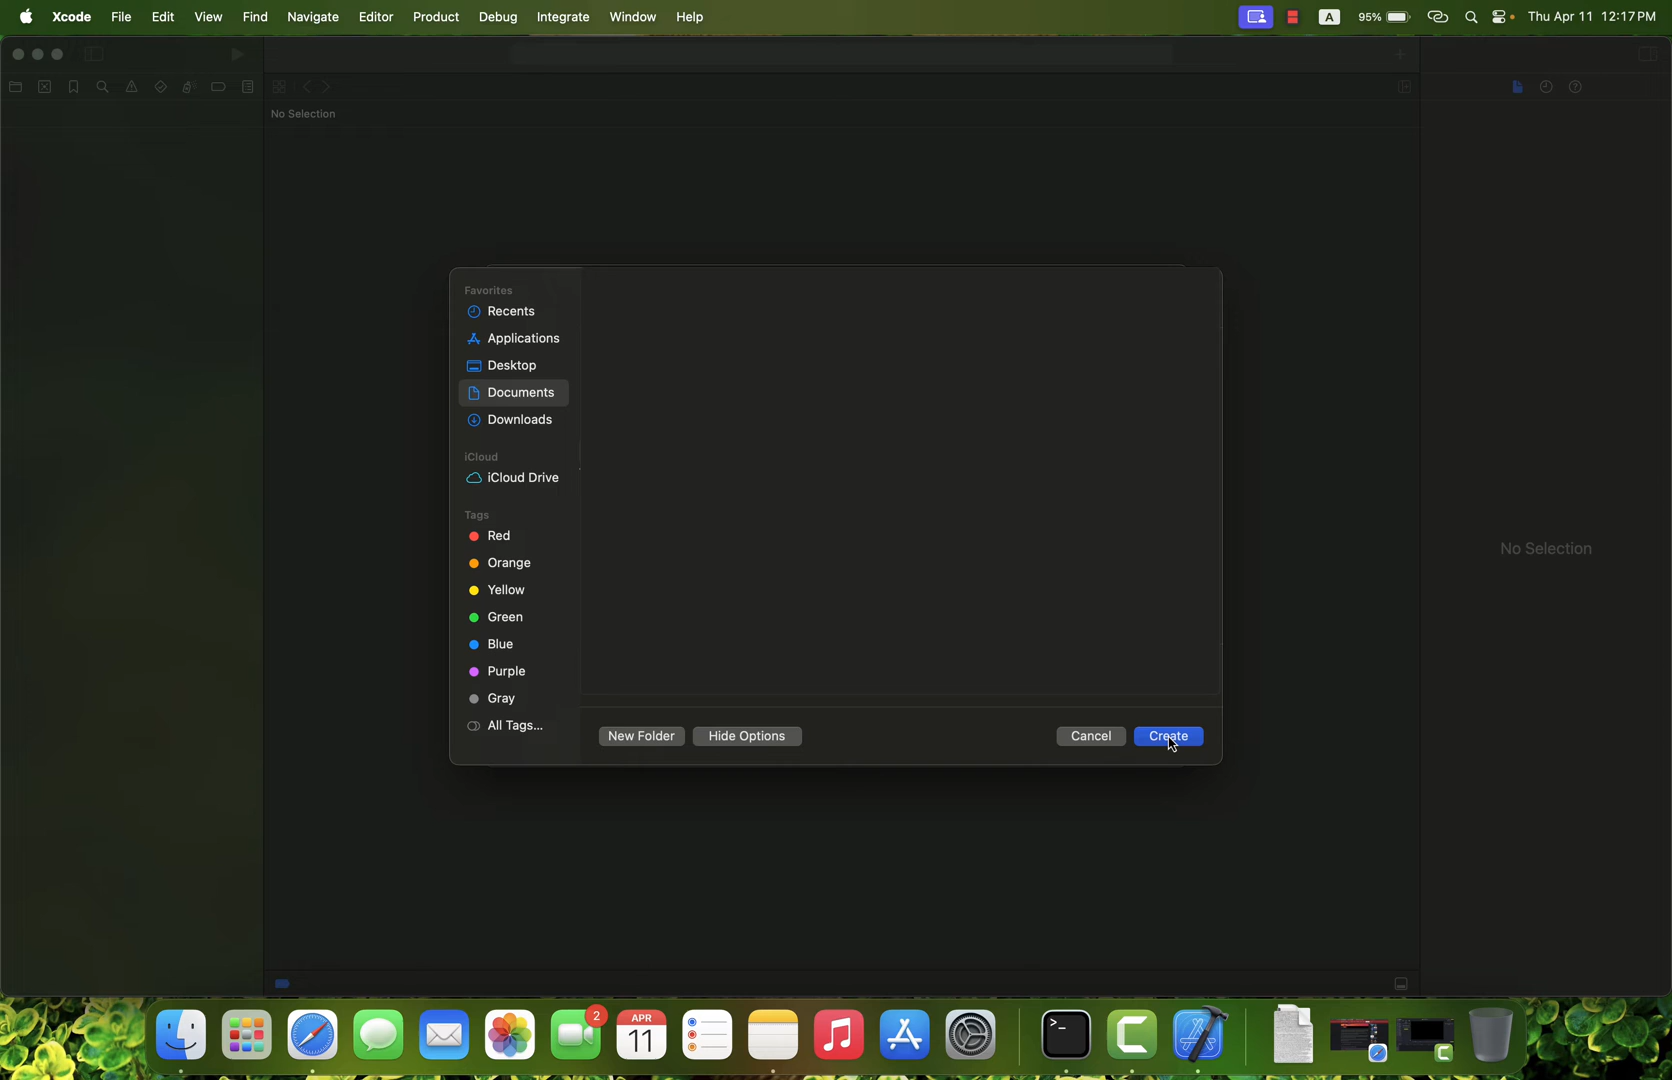 Xcode File Edit View Find Navigate Editor Product Debug Integrate Window Help A 95% Thu Apr 11 12:17 PM
No Selection
Favorites
Recents
Applications
Desktop
Documents
Downloads
iCloud
iCloud Drive
Tags
Red
Orange
Yellow
Green
Blue
Purple
Gray
All Tags...
New Folder Hide Options Cancel Create
No Selection
2
APR
11